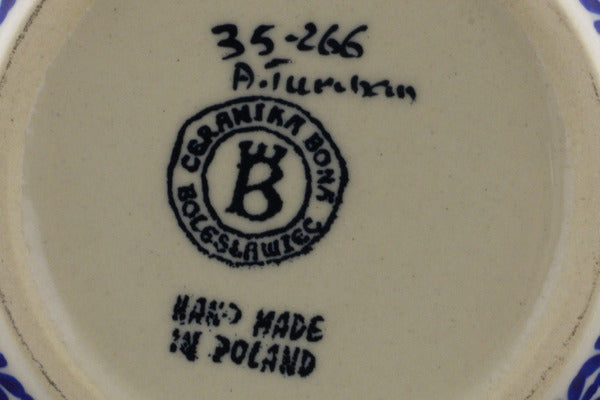 35-266
A.
CERAMIKA BONA
B
BOLESŁAWIEC
HAND MADE
IN POLAND